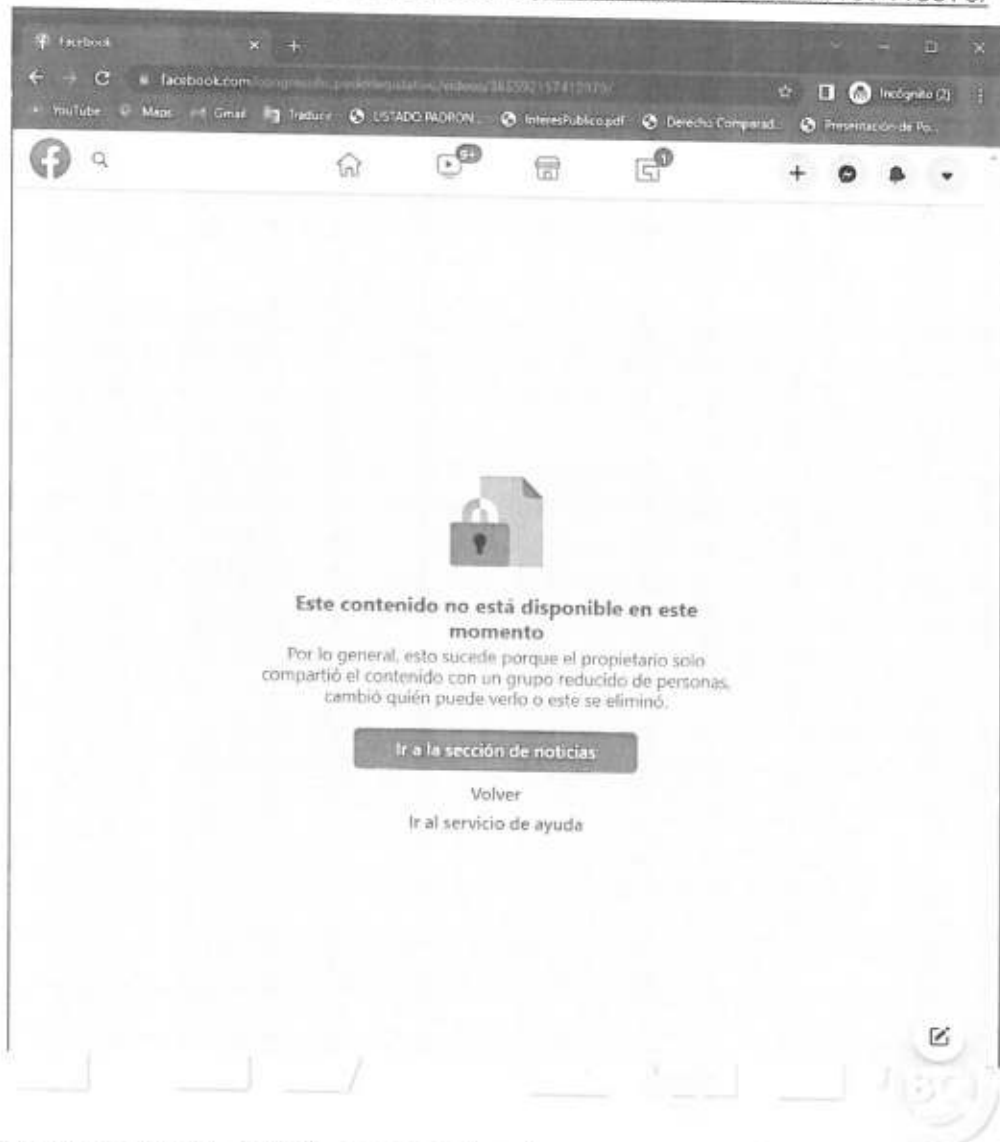 facebook
facebook.com
YouTube Maps Gmail Traducir LISTADO PADRON... InteresPublico.pdf Derecho Comparad... Presentación de Po...
Incógnito (2)
9+
1
Este contenido no está disponible en este
momento
Por lo general, esto sucede porque el propietario solo
compartió el contenido con un grupo reducido de personas,
cambió quién puede verlo o este se eliminó.
Ir a la sección de noticias
Volver
Ir al servicio de ayuda